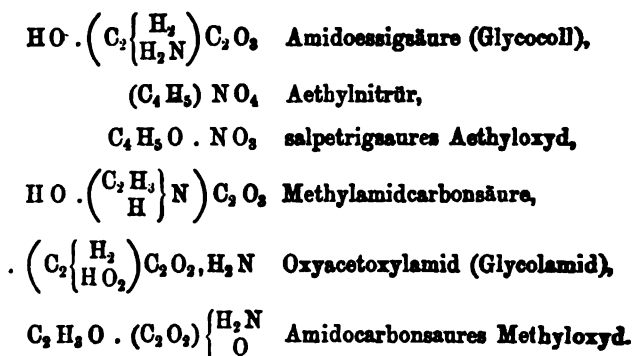 HO . (C₂{H₂ H₂N)C₂O₃ Amidoessigsäure (Glycocoll),
(C₄H₅) NO₄ Aethylnitrür,
C₄H₅O . NO₃ salpetrigsaures Aethyloxyd,
HO . (C₂H₃ H}N)C₂O₃ Methylamidcarbonsäure,
. (C₂{H₂ HO₂)C₂O₂, H₂N Oxyacetoxylamid (Glycolamid),
C₂H₃O . (C₂O₂) {H₂N O Amidocarbonsaures Methyloxyd.